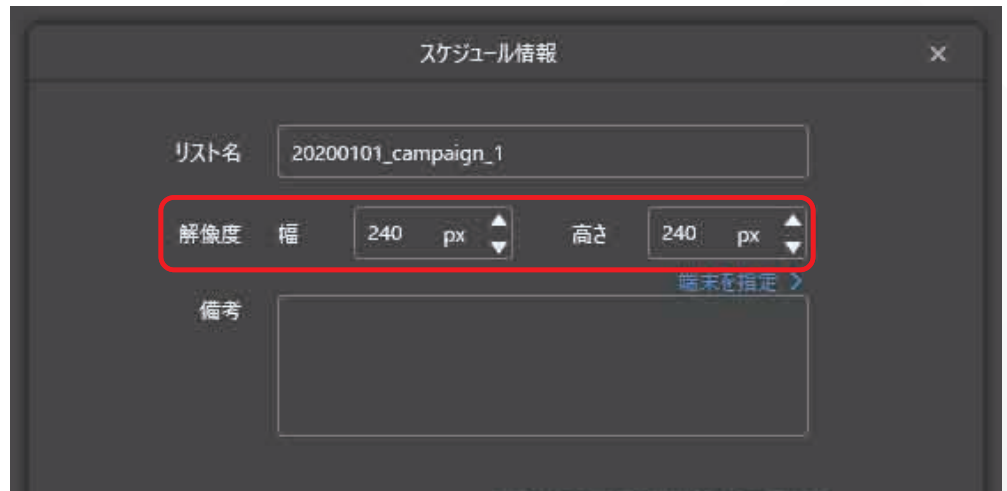 スケジュール情報 ×
リスト名 20200101_campaign_1
解像度 幅 240 px 高さ 240 px
端末を指定 >
備考